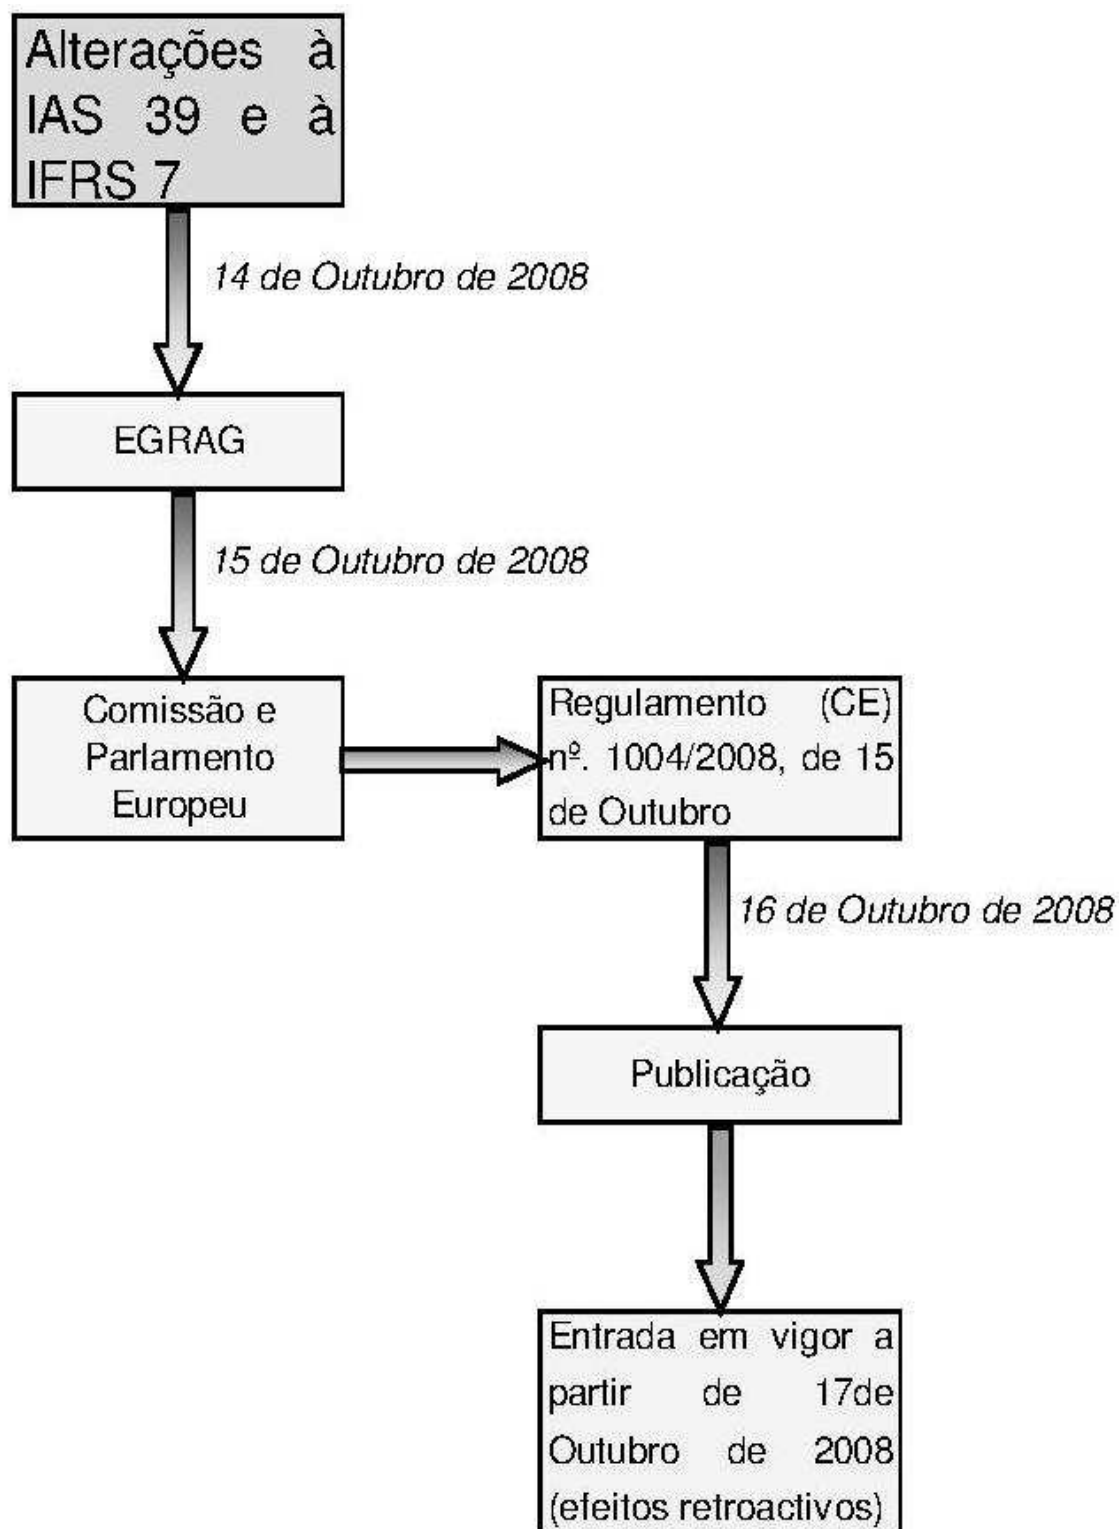 Alterações à
IAS 39 e à
IFRS 7
14 de Outubro de 2008
EGRAG
15 de Outubro de 2008
Comissão e
Parlamento
Europeu
Regulamento (CE)
nº. 1004/2008, de 15
de Outubro
16 de Outubro de 2008
Publicação
Entrada em vigor a
partir de 17de
Outubro de 2008
(efeitos retroactivos)